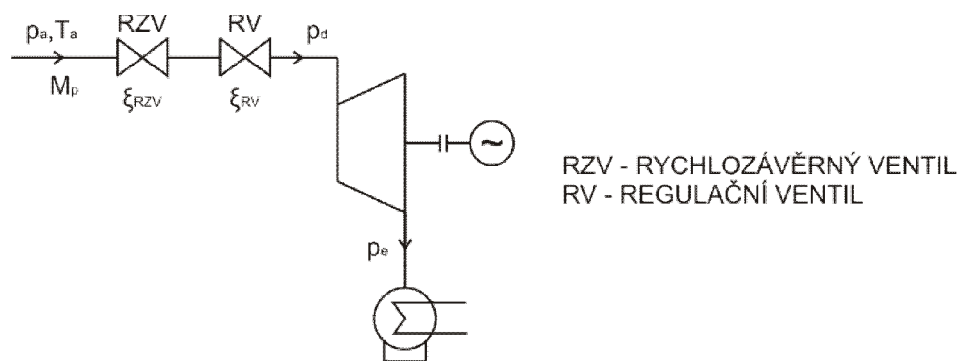 RZV RV
pa,Ta pd
Mp ξRZV ξRV
~
RZV - RYCHLOZÁVĚRNÝ VENTIL
RV - REGULAČNÍ VENTIL
pe